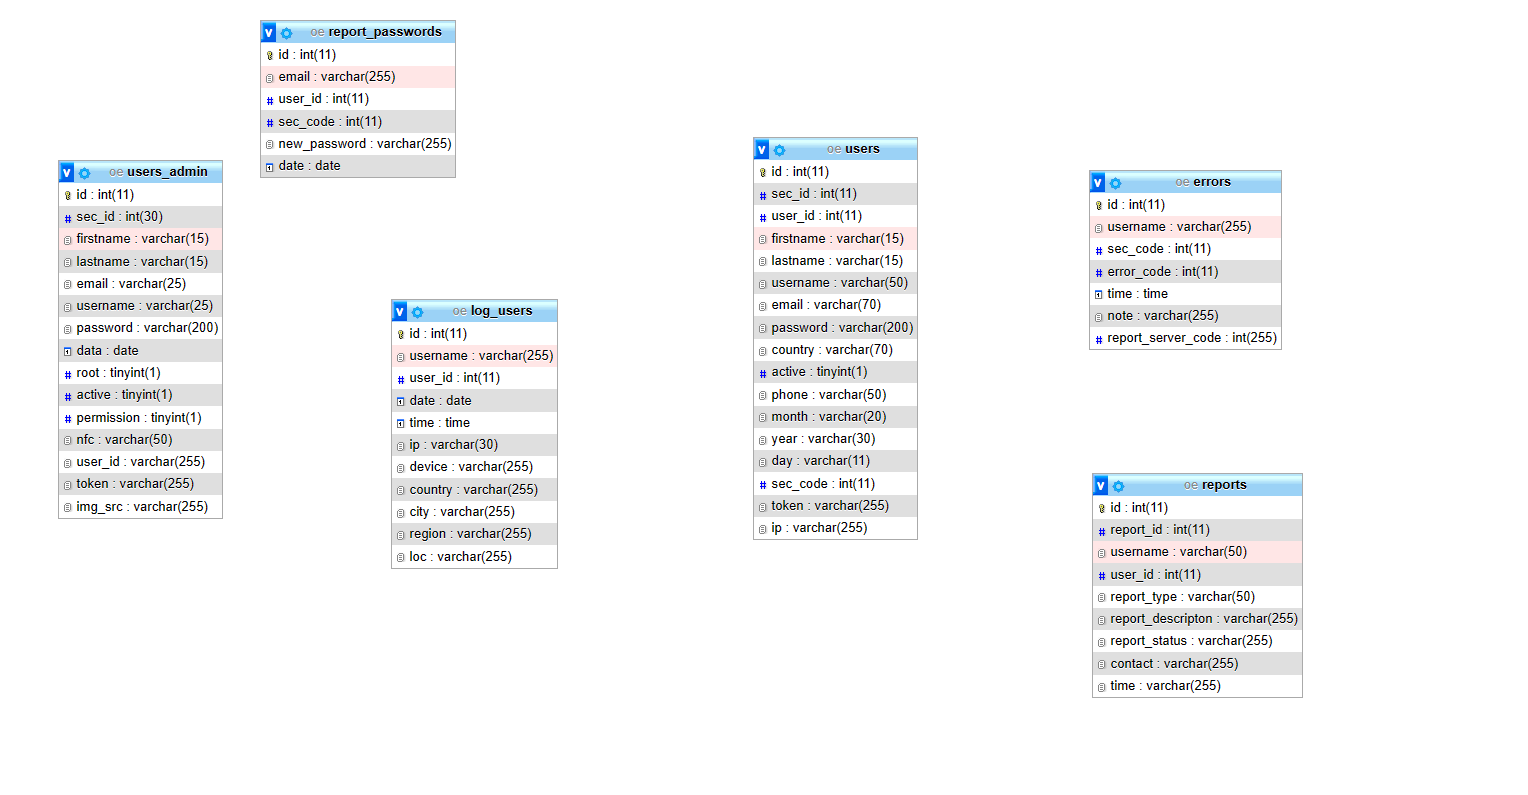 oe report_passwords
id : int(11)
email : varchar(255)
user_id : int(11)
sec_code : int(11)
new_password : varchar(255)
date : date
oe users_admin
id : int(11)
sec_id : int(30)
firstname : varchar(15)
lastname : varchar(15)
email : varchar(25)
username : varchar(25)
password : varchar(200)
data : date
root : tinyint(1)
active : tinyint(1)
permission : tinyint(1)
nfc : varchar(50)
user_id : varchar(255)
token : varchar(255)
img_src : varchar(255)
oe log_users
id : int(11)
username : varchar(255)
user_id : int(11)
date : date
time : time
ip : varchar(30)
device : varchar(255)
country : varchar(255)
city : varchar(255)
region : varchar(255)
loc : varchar(255)
oe users
id : int(11)
sec_id : int(11)
user_id : int(11)
firstname : varchar(15)
lastname : varchar(15)
username : varchar(50)
email : varchar(70)
password : varchar(200)
country : varchar(70)
active : tinyint(1)
phone : varchar(50)
month : varchar(20)
year : varchar(30)
day : varchar(11)
sec_code : int(11)
token : varchar(255)
ip : varchar(255)
oe errors
id : int(11)
username : varchar(255)
sec_code : int(11)
error_code : int(11)
time : time
note : varchar(255)
report_server_code : int(255)
oe reports
id : int(11)
report_id : int(11)
username : varchar(50)
user_id : int(11)
report_type : varchar(50)
report_descripton : varchar(255)
report_status : varchar(255)
contact : varchar(255)
time : varchar(255)